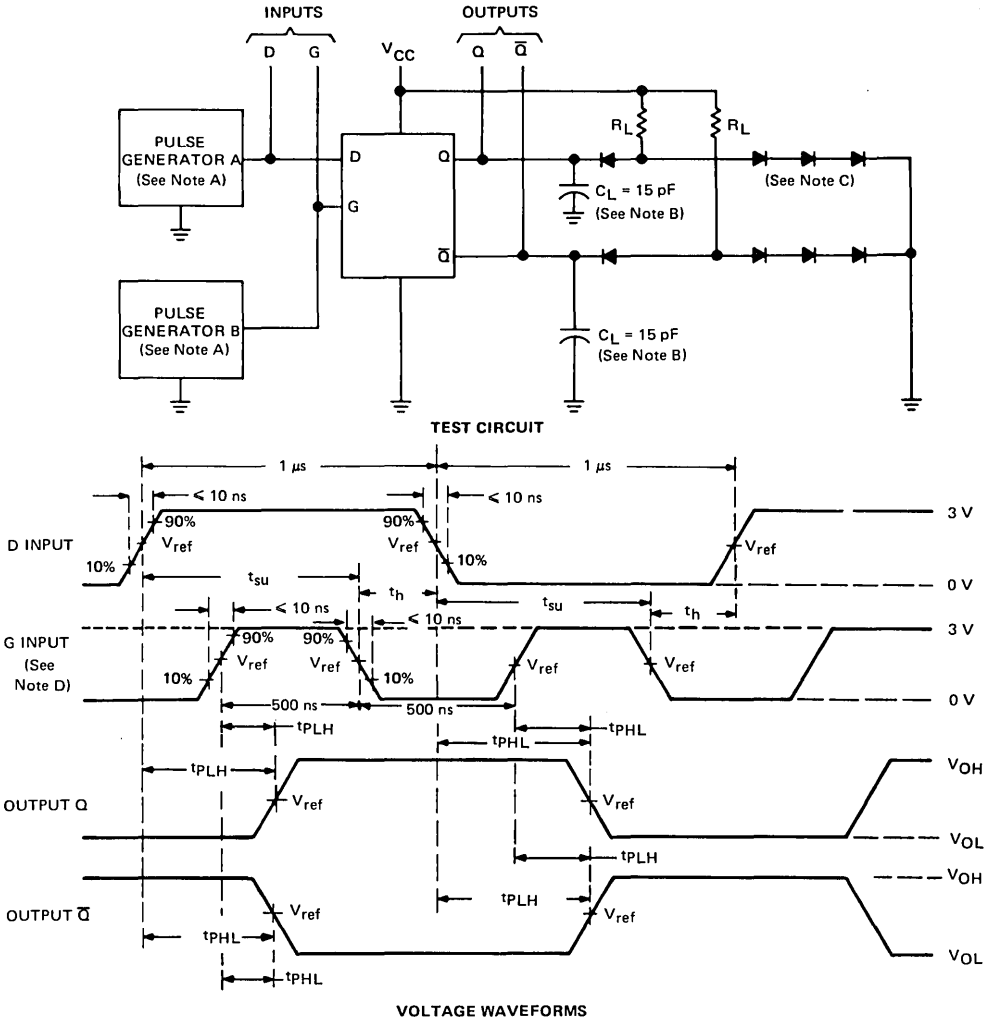 INPUTS
D G
OUTPUTS
Q Q̅
VCC
PULSE
GENERATOR A
(See Note A)
D
G
Q
Q̅
RL
RL
CL = 15 pF
(See Note B)
(See Note C)
PULSE
GENERATOR B
(See Note A)
CL = 15 pF
(See Note B)
TEST CIRCUIT
1 μs
1 μs
≤ 10 ns
≤ 10 ns
D INPUT
90%
Vref
10%
90%
Vref
10%
Vref
3 V
0 V
tsu
th
tsu
th
≤ 10 ns
≤ 10 ns
G INPUT
(See
Note D)
90%
Vref
10%
90%
Vref
10%
Vref
Vref
3 V
0 V
500 ns
500 ns
tPLH
tPHL
tPHL
tPLH
OUTPUT Q
Vref
Vref
VOH
VOL
tPLH
tPLH
OUTPUT Q̅
Vref
Vref
VOH
VOL
tPHL
tPHL
VOLTAGE WAVEFORMS